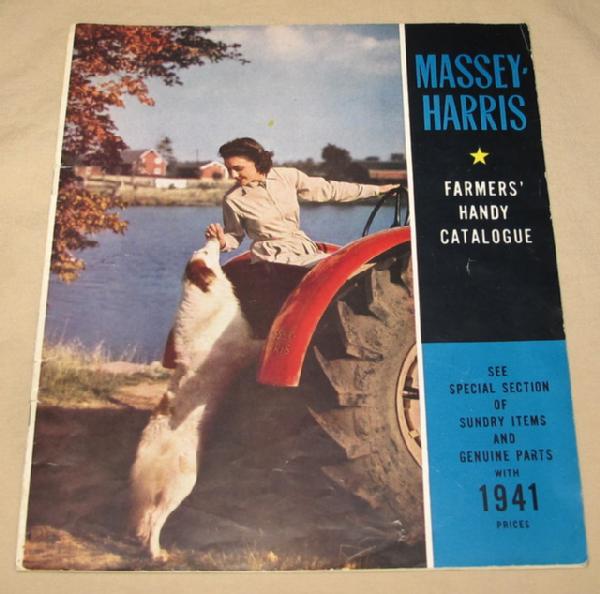 MASSEY-
HARRIS
FARMERS'
HANDY
CATALOGUE
SEE
SPECIAL SECTION
OF
SUNDRY ITEMS
AND
GENUINE PARTS
WITH
1941
PRICES